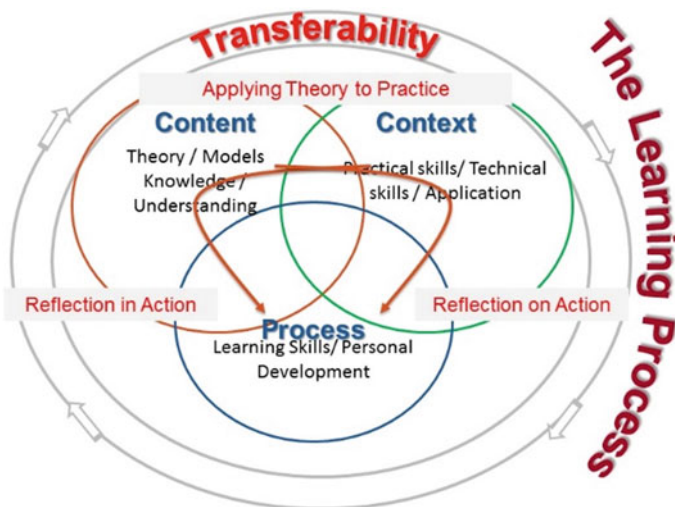 Transferability
The Learning Process
Applying Theory to Practice
Content
Context
Theory / Models
Knowledge /
Understanding
Practical skills/ Technical
skills / Application
Reflection in Action
Reflection on Action
Process
Learning Skills/ Personal
Development